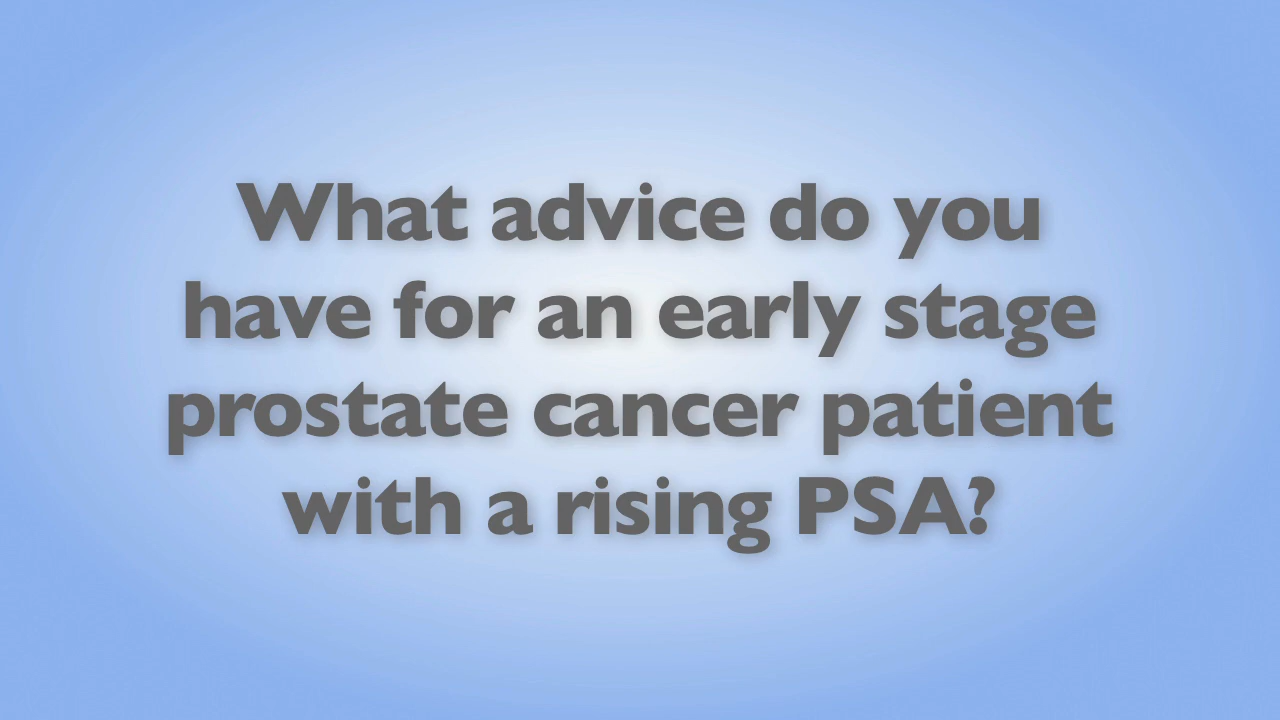 What advice do you
have for an early stage
prostate cancer patient
with a rising PSA?